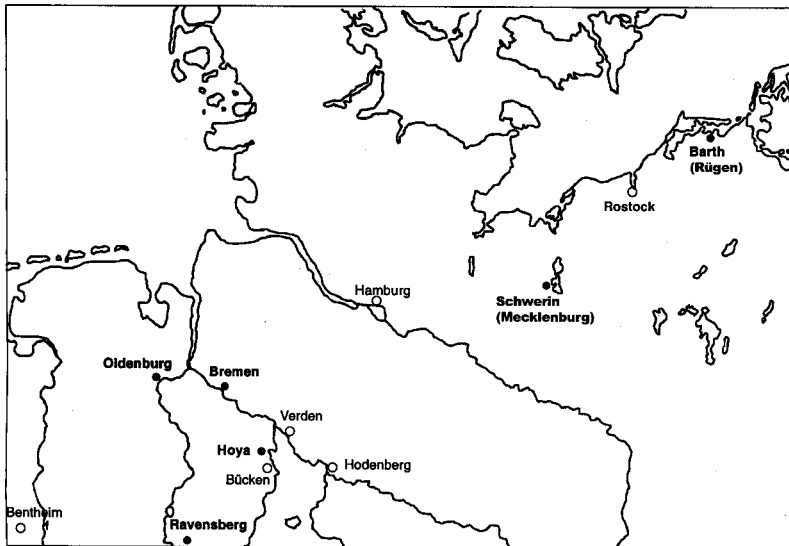 Barth
(Rügen)
Rostock
Hamburg
Schwerin
(Mecklenburg)
Oldenburg
Bremen
Verden
Hoya
Bücken
Hodenberg
Bentheim
Ravensberg